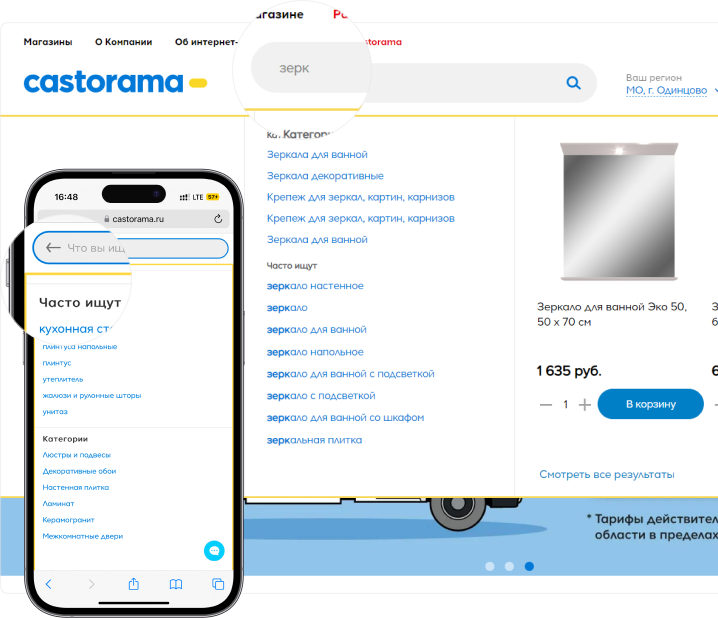 агазине
Магазины
О Компании
Об интернет-
storama
castorama
зерк
Ваш регион
МО, г. Одинцово
Категор
Зеркала для ванной
Зеркала декоративные
Крепеж для зеркал, картин, карнизов
Крепеж для зеркал, картин, карнизов
Зеркала для ванной
Часто ищут
зеркало настенное
зеркало
зеркало для ванной
зеркало напольное
зеркало для ванной с подсветкой
зеркало с подсветкой
зеркало для ванной со шкафом
зеркальная плитка
Зеркало для ванной Эко 50,
50 х 70 см
1 635 руб.
1
В корзину
Смотреть все результаты
* Тарифы действител
области в пределах
16:48
LTE
57+
castorama.ru
Что вы ищ
Часто ищут
кухонная ст
плинтуса напольные
плинтус
утеплитель
жалюзи и рулонные шторы
унитаз
Категории
Люстры и подвесы
Декоративные обои
Настенная плитка
Ламинат
Керамогранит
Межкомнатные двери